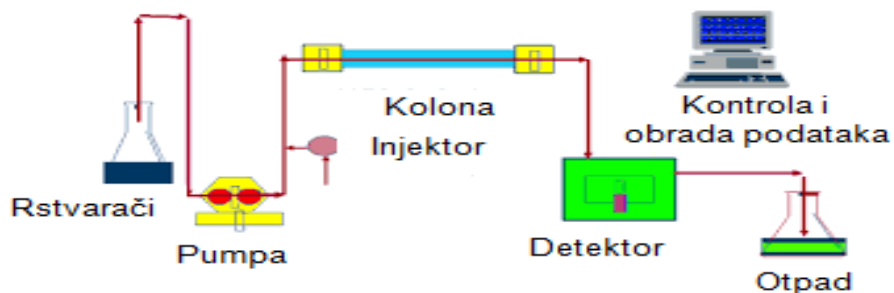 Kolona
Kontrola i
obrada podataka
Injektor
Rstvarači
Pumpa
Detektor
Otpad